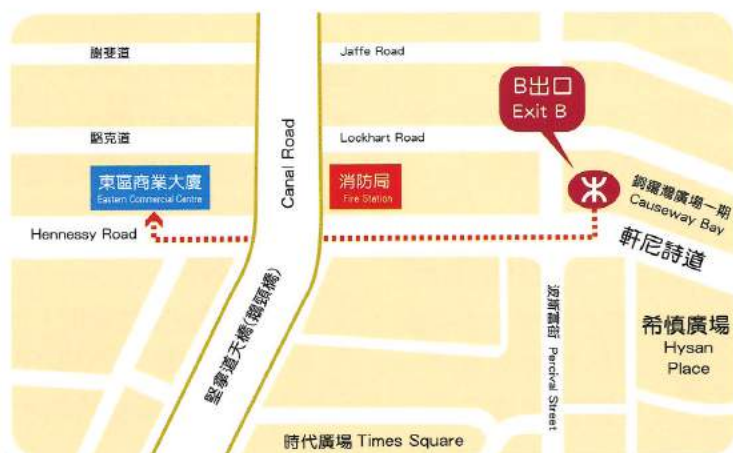 謝斐道
Jaffe Road
B出口
Exit B
駱克道
Lockhart Road
Canal Road
東區商業大廈
Eastern Commercial Centre
消防局
Fire Station
銅鑼灣廣場一期
Causeway Bay
Hennessy Road
軒尼詩道
堅拿道天橋(鵝頸橋)
波斯富街 Percival Street
希慎廣場
Hysan
Place
時代廣場 Times Square